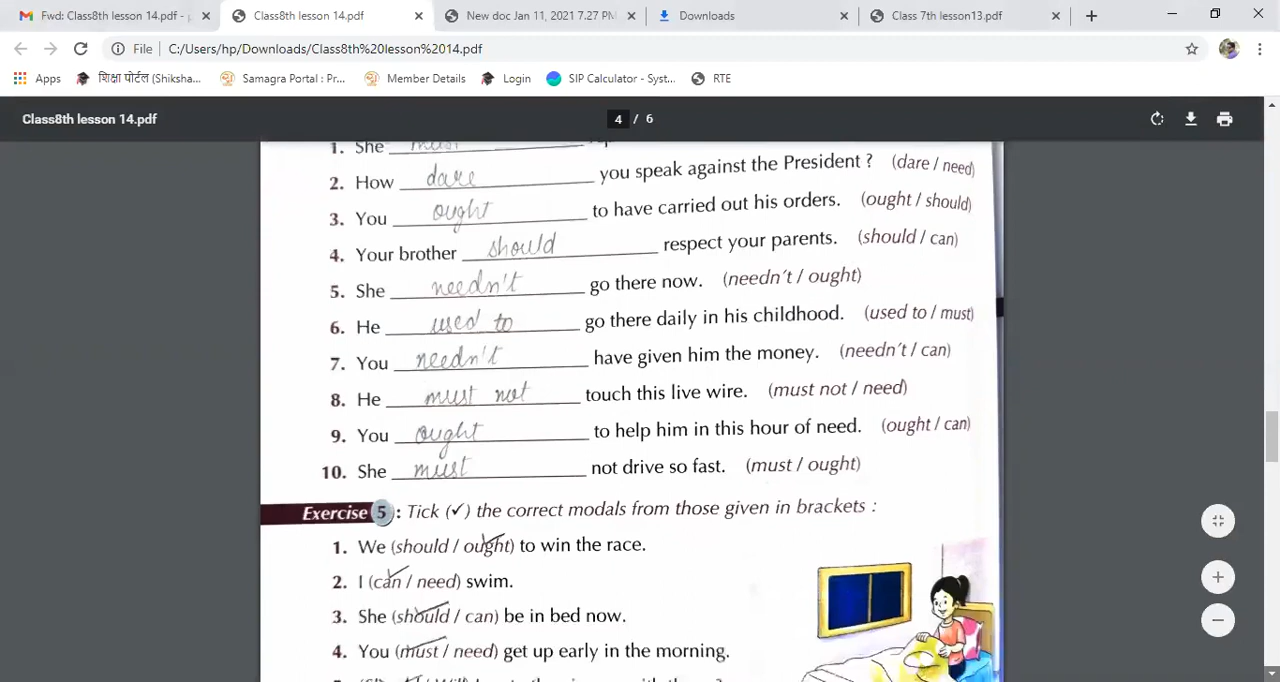 Fwd: Class8th lesson 14.pdf - p
Class8th lesson 14.pdf
New doc Jan 11, 2021 7.27 PM
Downloads
Class 7th lesson13.pdf
File
C:/Users/hp/Downloads/Class8th%20lesson%2014.pdf
Apps
शिक्षा पोर्टल (Shiksha...
Samagra Portal : Pr...
Member Details
Login
SIP Calculator - Syst...
RTE
Class8th lesson 14.pdf
4 / 6
1. She must
2. How dare you speak against the President ? (dare / need)
3. You ought to have carried out his orders. (ought / should)
4. Your brother should respect your parents. (should / can)
5. She needn't go there now. (needn't / ought)
6. He used to go there daily in his childhood. (used to / must)
7. You needn't have given him the money. (needn't / can)
8. He must not touch this live wire. (must not / need)
9. You ought to help him in this hour of need. (ought / can)
10. She must not drive so fast. (must / ought)
Exercise 5 : Tick (✓) the correct modals from those given in brackets :
1. We (should / ought) to win the race.
2. I (can / need) swim.
3. She (should / can) be in bed now.
4. You (must / need) get up early in the morning.